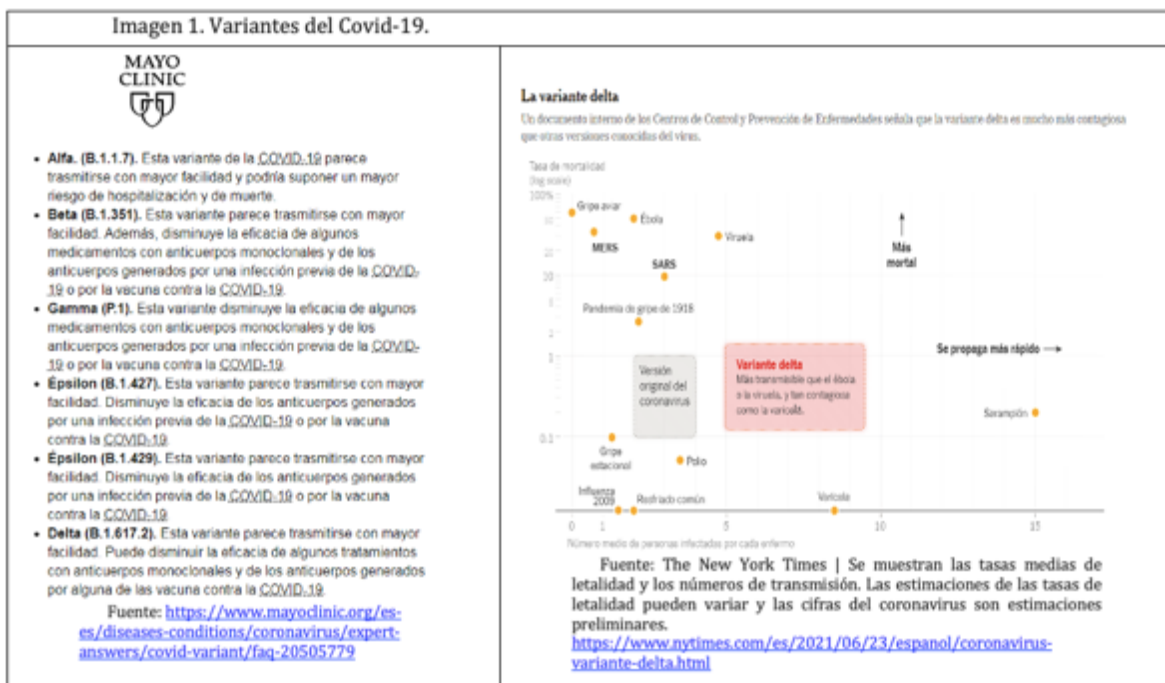 Imagen 1. Variantes del Covid-19.
MAYO
CLINIC
• Alfa. (B.1.1.7). Esta variante de la COVID-19 parece
trasmitirse con mayor facilidad y podría suponer un mayor
riesgo de hospitalización y de muerte.
• Beta (B.1.351). Esta variante parece trasmitirse con mayor
facilidad. Además, disminuye la eficacia de algunos
medicamentos con anticuerpos monoclonales y de los
anticuerpos generados por una infección previa de la COVID-
19 o por la vacuna contra la COVID-19.
• Gamma (P.1). Esta variante disminuye la eficacia de algunos
medicamentos con anticuerpos monoclonales y de los
anticuerpos generados por una infección previa de la COVID-
19 o por la vacuna contra la COVID-19.
• Épsilon (B.1.427). Esta variante parece trasmitirse con mayor
facilidad. Disminuye la eficacia de los anticuerpos generados
por una infección previa de la COVID-19 o por la vacuna
contra la COVID-19.
• Épsilon (B.1.429). Esta variante parece trasmitirse con mayor
facilidad. Disminuye la eficacia de los anticuerpos generados
por una infección previa de la COVID-19 o por la vacuna
contra la COVID-19.
• Delta (B.1.617.2). Esta variante parece trasmitirse con mayor
facilidad. Puede disminuir la eficacia de algunos tratamientos
con anticuerpos monoclonales y de los anticuerpos generados
por alguna de las vacuna contra la COVID-19.
Fuente: https://www.mayoclinic.org/es-
es/diseases-conditions/coronavirus/expert-
answers/covid-variant/faq-20505779
La variante delta
Un documento interno de los Centros de Control y Prevención de Enfermedades señala que la variante delta es mucho más contagiosa
que otras versiones conocidas del virus.
Tasa de mortalidad
(log scale)
100%
Gripe aviar
Ébola
MERS
Viruela
Más
mortal
SARS
20
10
Pandemia de gripe de 1918
2
1
Se propaga más rápido →
Versión
original del
coronavirus
Variante delta
Más transmisible que el ébola
o la viruela, y tan contagiosa
como la varicela.
Sarampión
0.1
Gripe
estacional
Polio
Influenza
2009
Resfriado común
Varicela
0 1 5 10 15
Número medio de personas infectadas por cada enfermo
Fuente: The New York Times | Se muestran las tasas medias de
letalidad y los números de transmisión. Las estimaciones de las tasas de
letalidad pueden variar y las cifras del coronavirus son estimaciones
preliminares.
https://www.nytimes.com/es/2021/06/23/espanol/coronavirus-
variante-delta.html